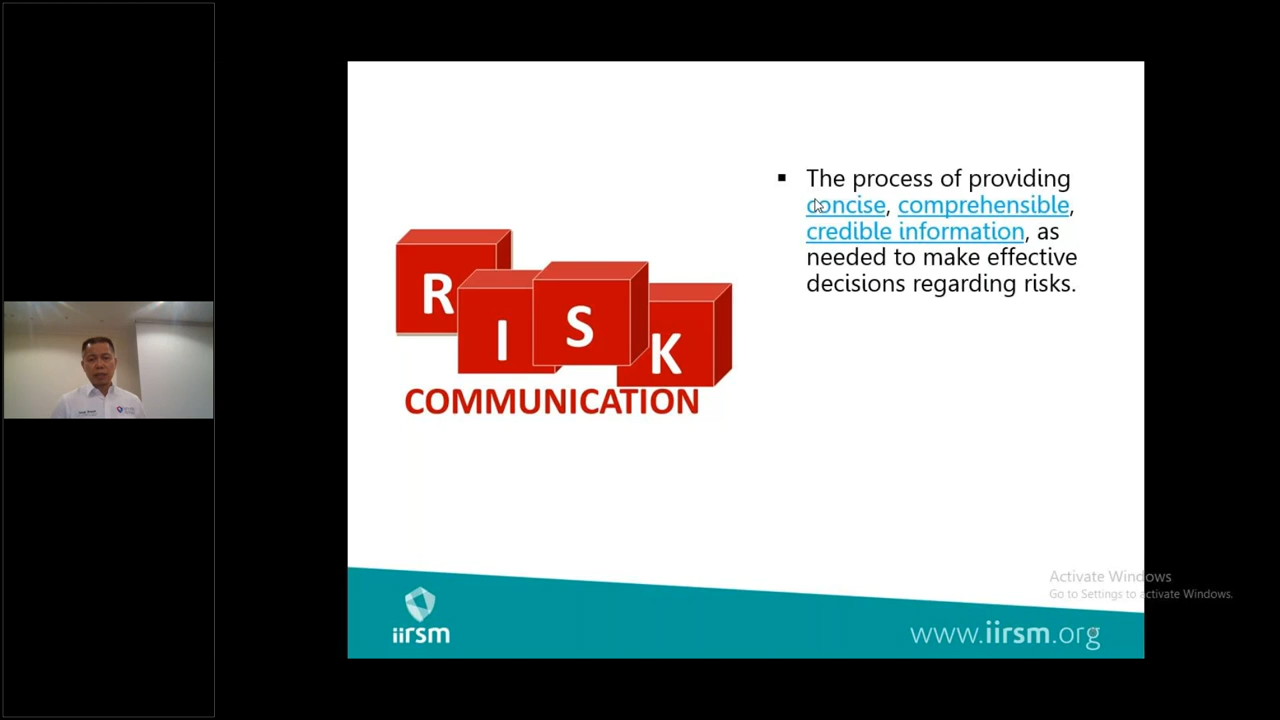 The process of providing
concise, comprehensible,
credible information, as
needed to make effective
decisions regarding risks.
R
I
S
K
COMMUNICATION
Activate Windows
Go to Settings to activate Windows.
iirsm
www.iirsm.org